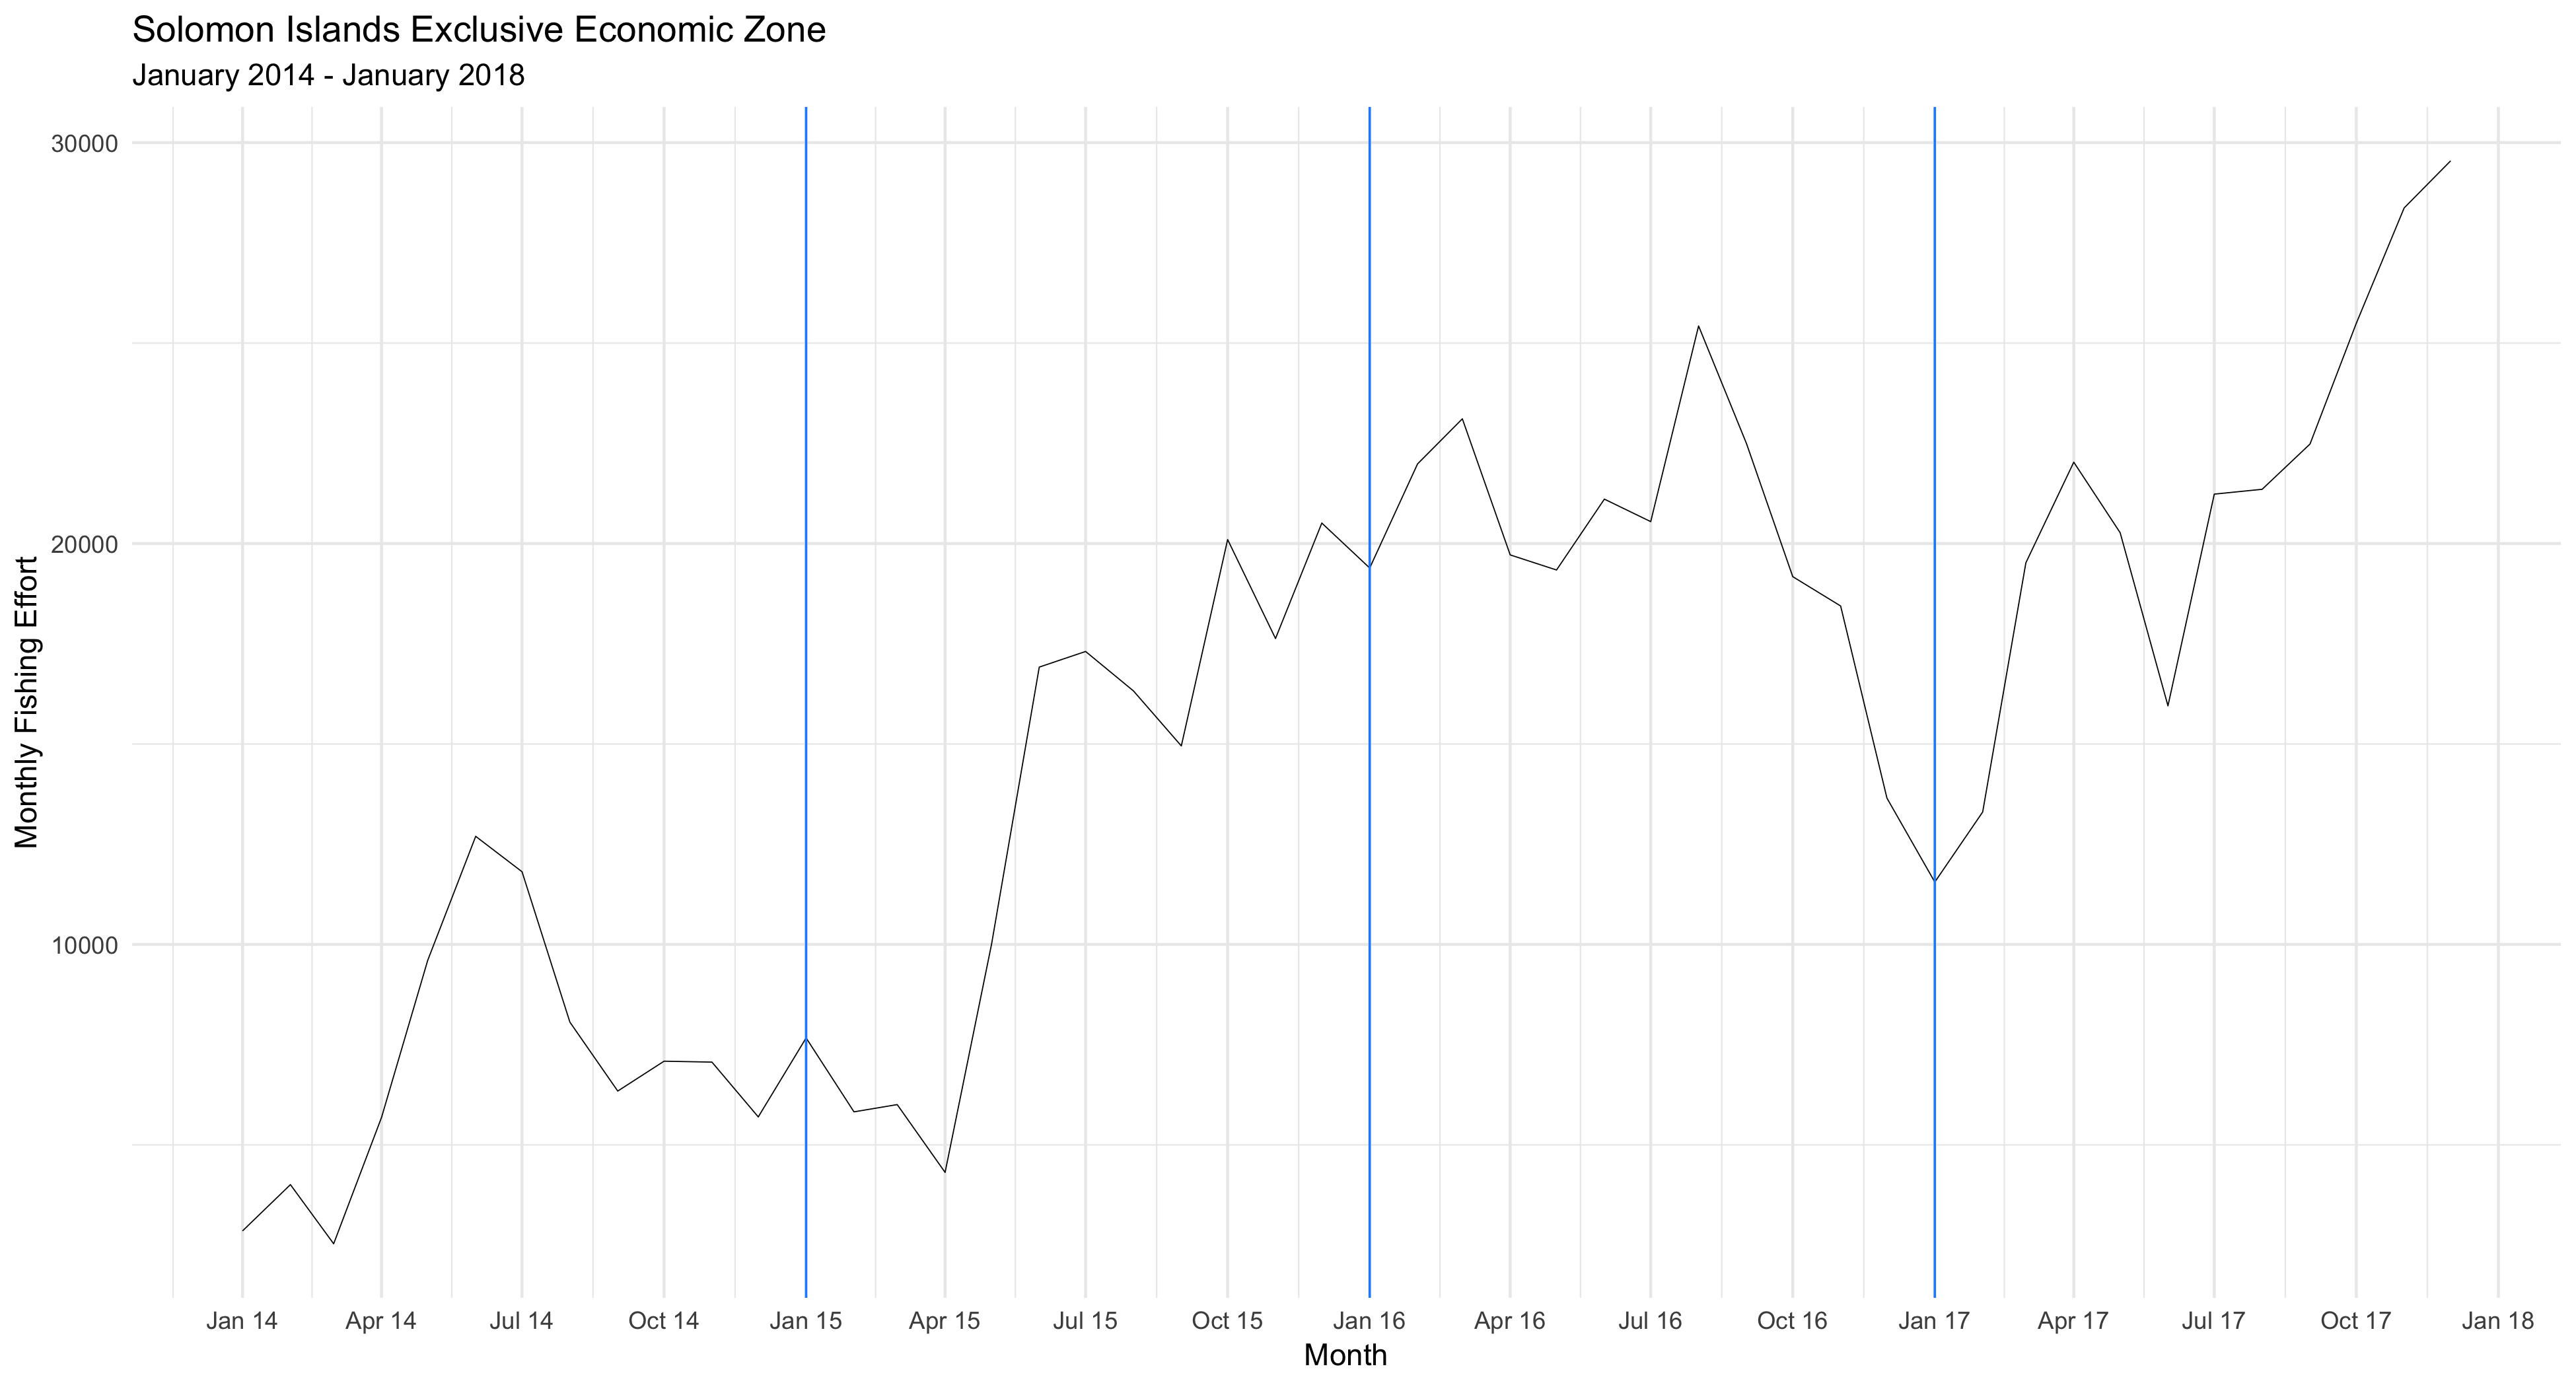 Solomon Islands Exclusive Economic Zone
January 2014 - January 2018
Monthly Fishing Effort
30000
20000
10000
Jan 14 Apr 14 Jul 14 Oct 14 Jan 15 Apr 15 Jul 15 Oct 15 Jan 16 Apr 16 Jul 16 Oct 16 Jan 17 Apr 17 Jul 17 Oct 17 Jan 18
Month